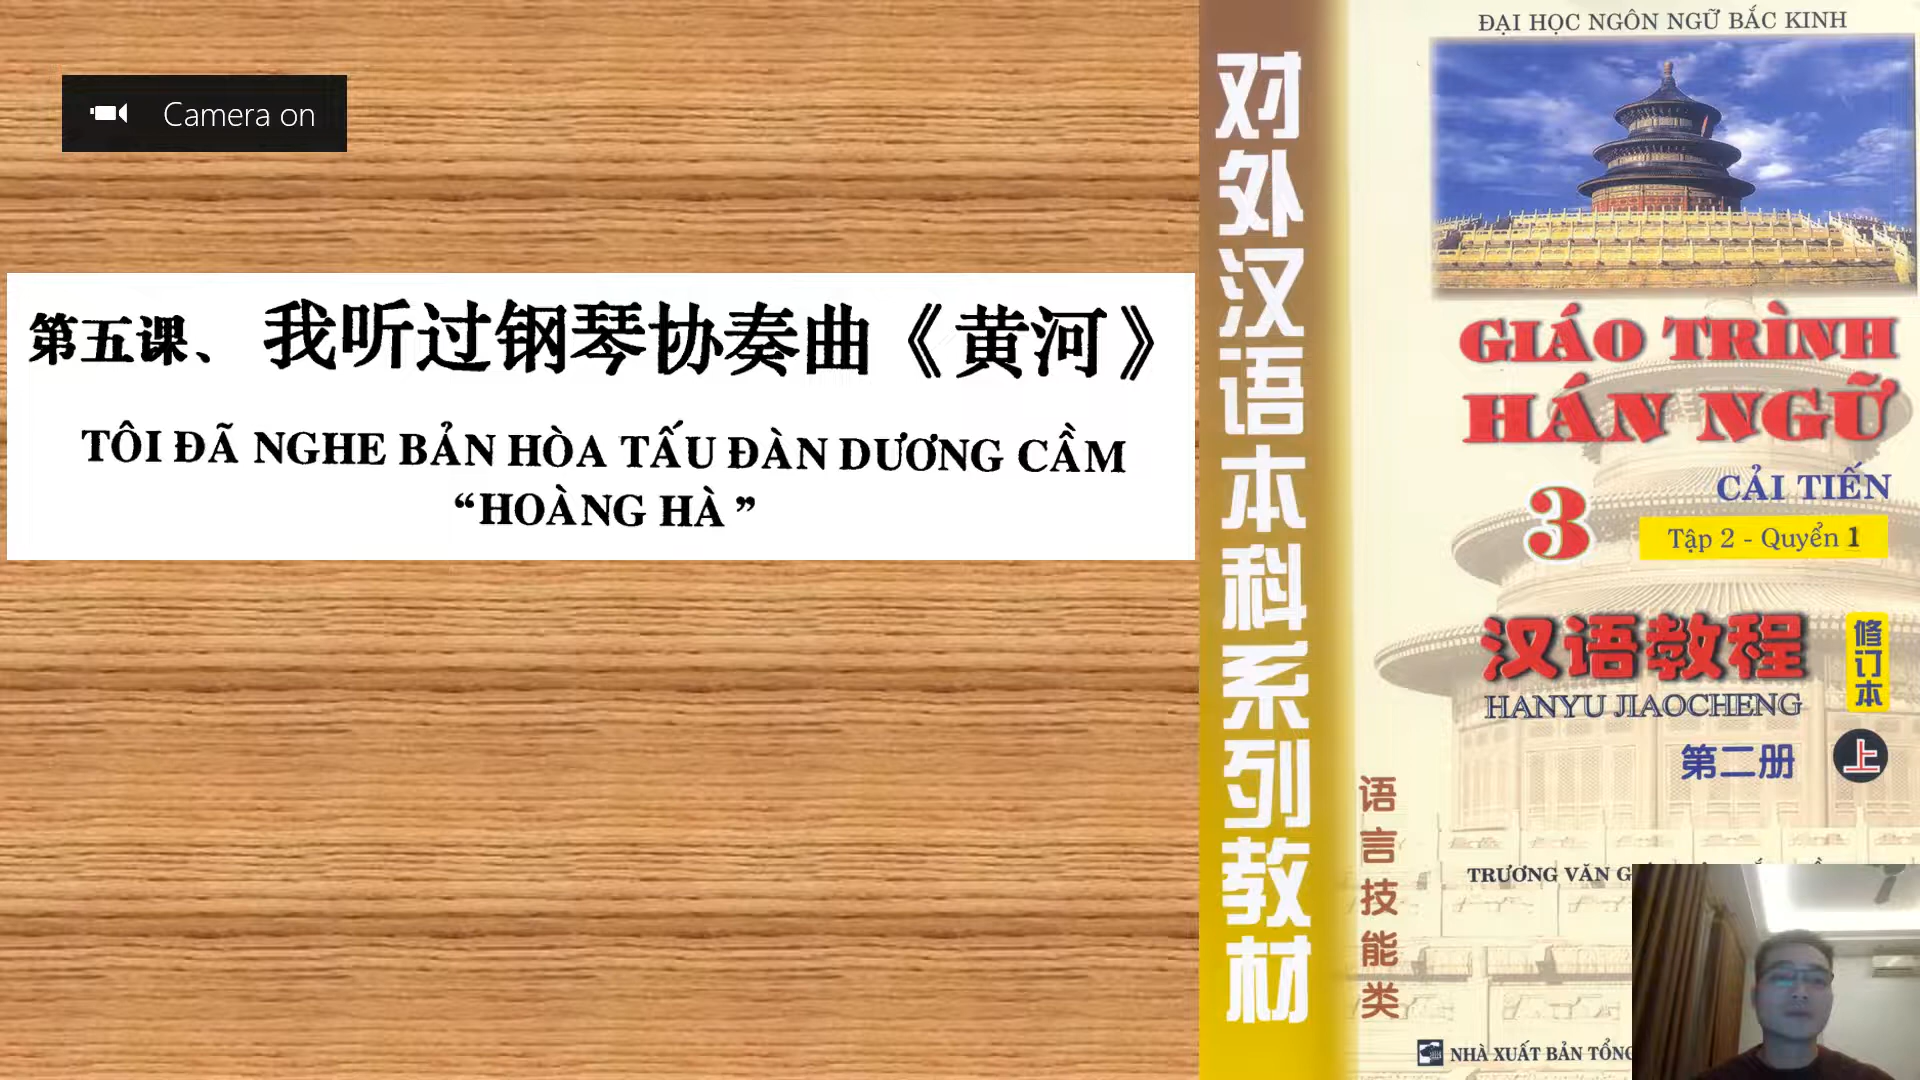 Camera on
第五课、 我听过钢琴协奏曲《黄河》
TÔI ĐÃ NGHE BẢN HÒA TẤU ĐÀN DƯƠNG CẦM
“HOÀNG HÀ”
对外汉语本科系列教材
ĐẠI HỌC NGÔN NGỮ BẮC KINH
GIÁO TRÌNH
HÁN NGỮ
3
CẢI TIẾN
Tập 2 - Quyển 1
汉语教程
修订本
HANYU JIAOCHENG
第二册
上
语言技能类
TRƯƠNG VĂN
NHÀ XUẤT BẢN